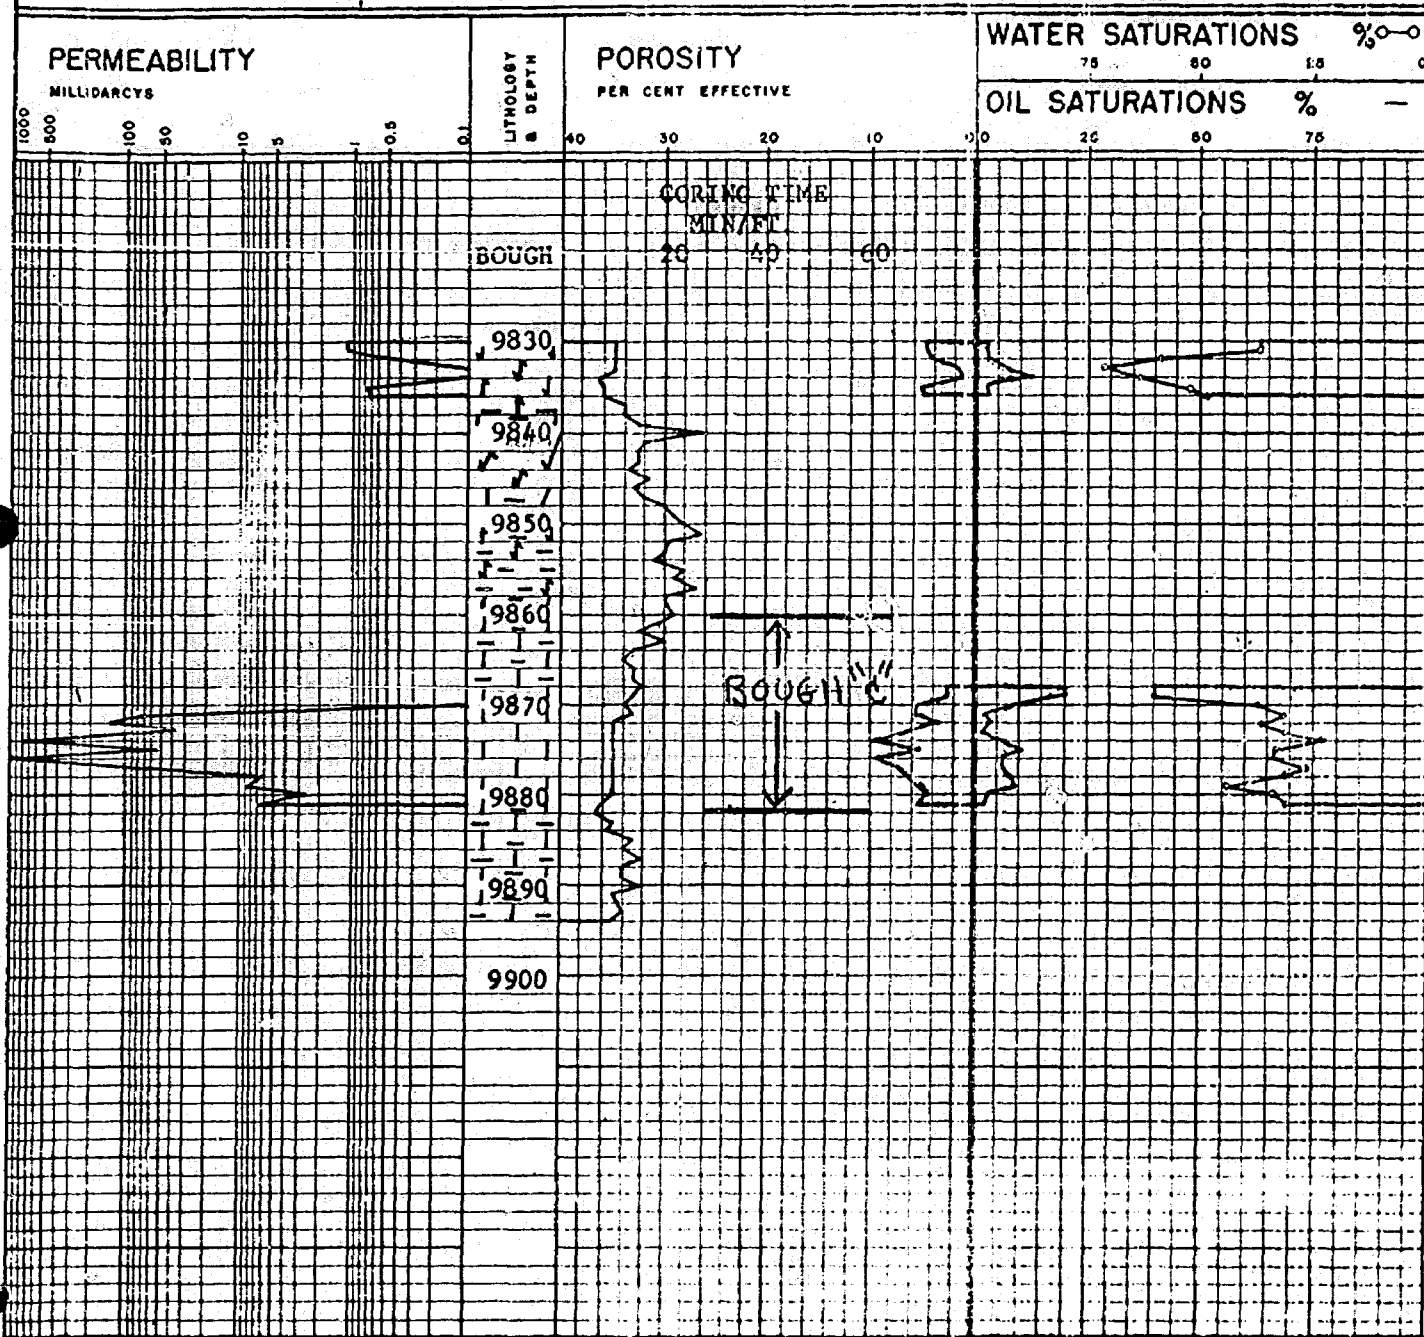 PERMEABILITY
MILLIDARCYS
1000 500 100 50 10 5 1 0.5 0.1
LITHOLOGY
& DEPTH
POROSITY
PER CENT EFFECTIVE
40 30 20 10 0
WATER SATURATIONS %
75 50 25 0
OIL SATURATIONS % —
0 25 50 75
CORING TIME
MIN/FT.
BOUGH 20 40 60
9830
9840
9850
9860
BOUGH "C"
9870
9880
9890
9900